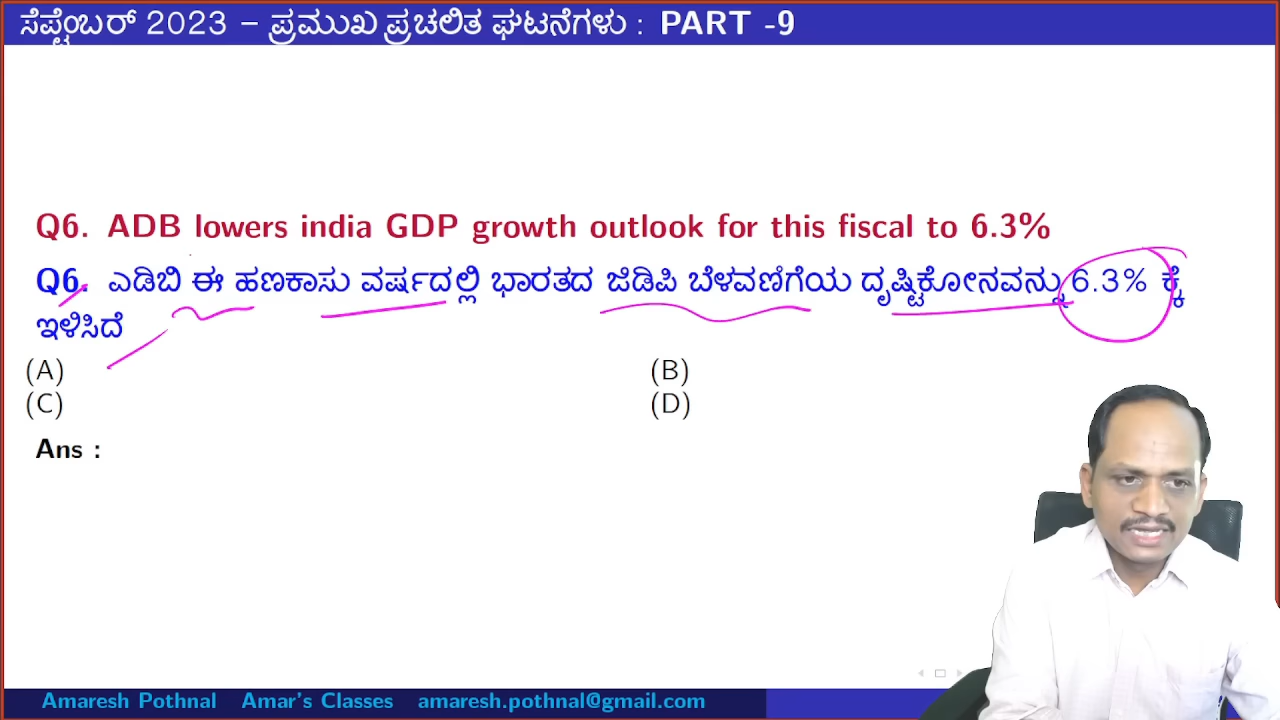 ಸೆಪ್ಟೆಂಬರ್ 2023 – ಪ್ರಮುಖ ಪ್ರಚಲಿತ ಘಟನೆಗಳು : PART -9
Q6. ADB lowers india GDP growth outlook for this fiscal to 6.3%
Q6. ಎಡಿಬಿ ಈ ಹಣಕಾಸು ವರ್ಷದಲ್ಲಿ ಭಾರತದ ಜಿಡಿಪಿ ಬೆಳವಣಿಗೆಯ ದೃಷ್ಟಿಕೋನವನ್ನು 6.3% ಕ್ಕೆ
ಇಳಿಸಿದೆ
(A) (B)
(C) (D)
Ans :
Amaresh Pothnal Amar's Classes amaresh.pothnal@gmail.com